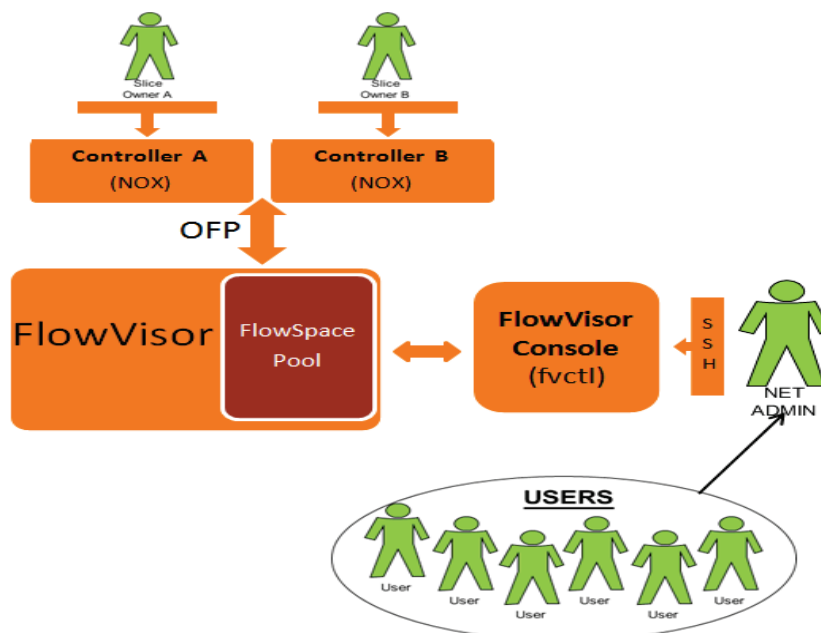 Slice
Owner A
Slice
Owner B
Controller A
(NOX)
Controller B
(NOX)
OFP
FlowVisor
FlowSpace
Pool
FlowVisor
Console
(fvctl)
S
S
H
NET
ADMIN
USERS
User
User
User
User
User
User